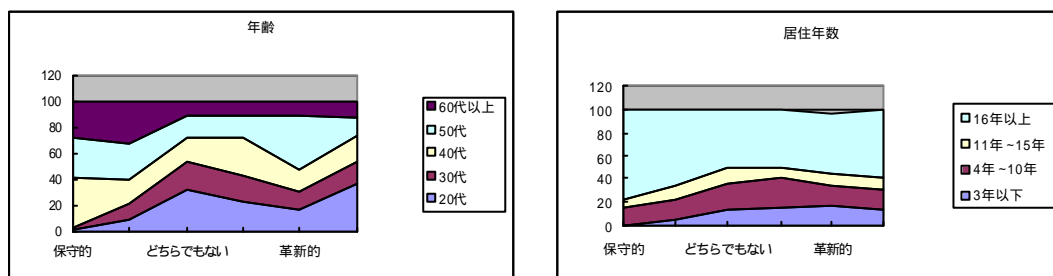 年齢
120
100
80
60
40
20
0
保守的 どちらでもない 革新的
60代以上
50代
40代
30代
20代
居住年数
120
100
80
60
40
20
0
保守的 どちらでもない 革新的
16年以上
11年~15年
4年~10年
3年以下